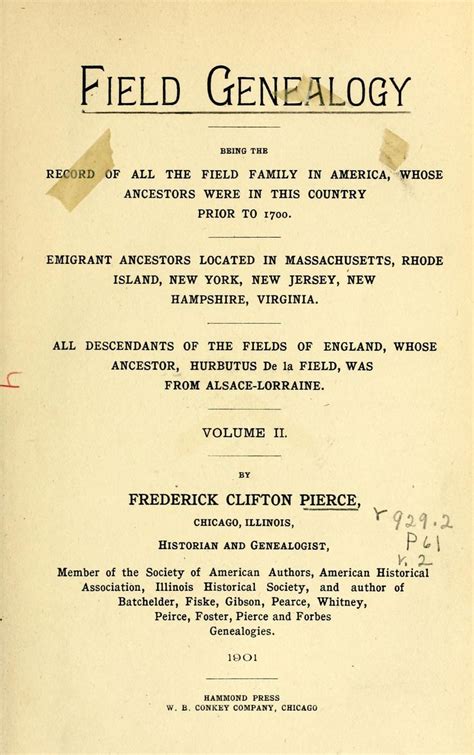 FIELD GENEALOGY
BEING THE
RECORD OF ALL THE FIELD FAMILY IN AMERICA, WHOSE
ANCESTORS WERE IN THIS COUNTRY
PRIOR TO 1700.
EMIGRANT ANCESTORS LOCATED IN MASSACHUSETTS, RHODE
ISLAND, NEW YORK, NEW JERSEY, NEW
HAMPSHIRE, VIRGINIA.
ALL DESCENDANTS OF THE FIELDS OF ENGLAND, WHOSE
ANCESTOR, HURBUTUS De la FIELD, WAS
FROM ALSACE-LORRAINE.
VOLUME II.
BY
FREDERICK CLIFTON PIERCE,
CHICAGO, ILLINOIS,
HISTORIAN AND GENEALOGIST,
r 929.2
P61
v. 2
Member of the Society of American Authors, American Historical
Association, Illinois Historical Society, and author of
Batchelder, Fiske, Gibson, Pearce, Whitney,
Peirce, Foster, Pierce and Forbes
Genealogies.
1901
HAMMOND PRESS
W. B. CONKEY COMPANY, CHICAGO